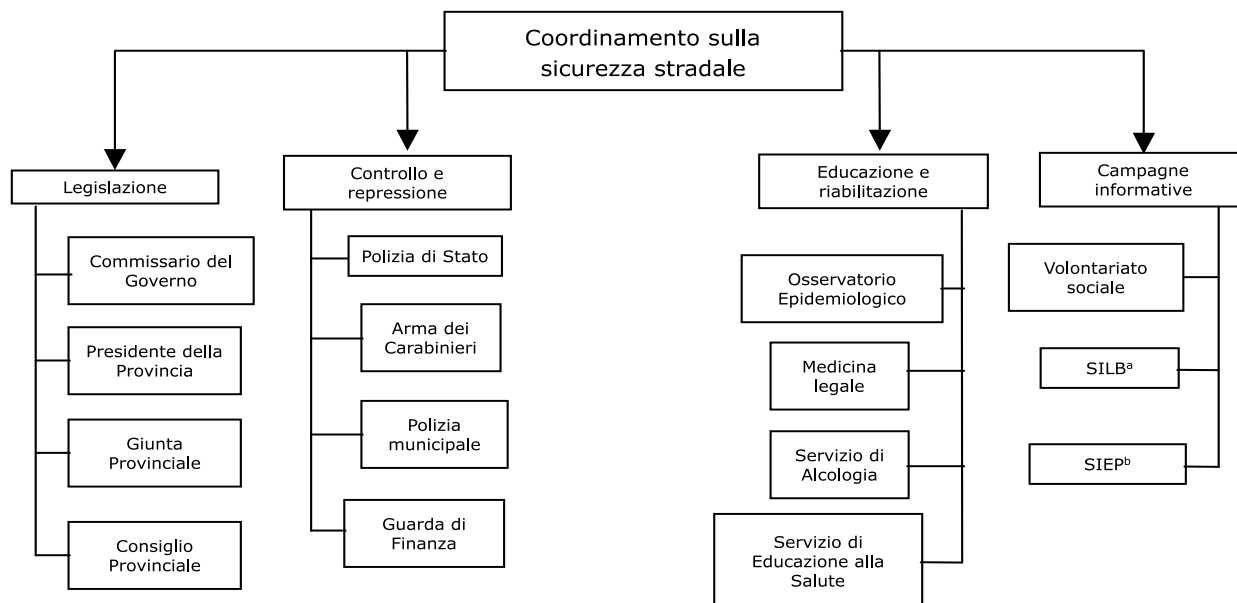 Coordinamento sulla
sicurezza stradale
Legislazione
Commissario del
Governo
Presidente della
Provincia
Giunta
Provinciale
Consiglio
Provinciale
Controllo e
repressione
Polizia di Stato
Arma dei
Carabinieri
Polizia
municipale
Guarda di
Finanza
Educazione e
riabilitazione
Osservatorio
Epidemiologico
Medicina
legale
Servizio di
Alcologia
Servizio di
Educazione alla
Salute
Campagne
informative
Volontariato
sociale
SILBᵃ
SIEPᵇ